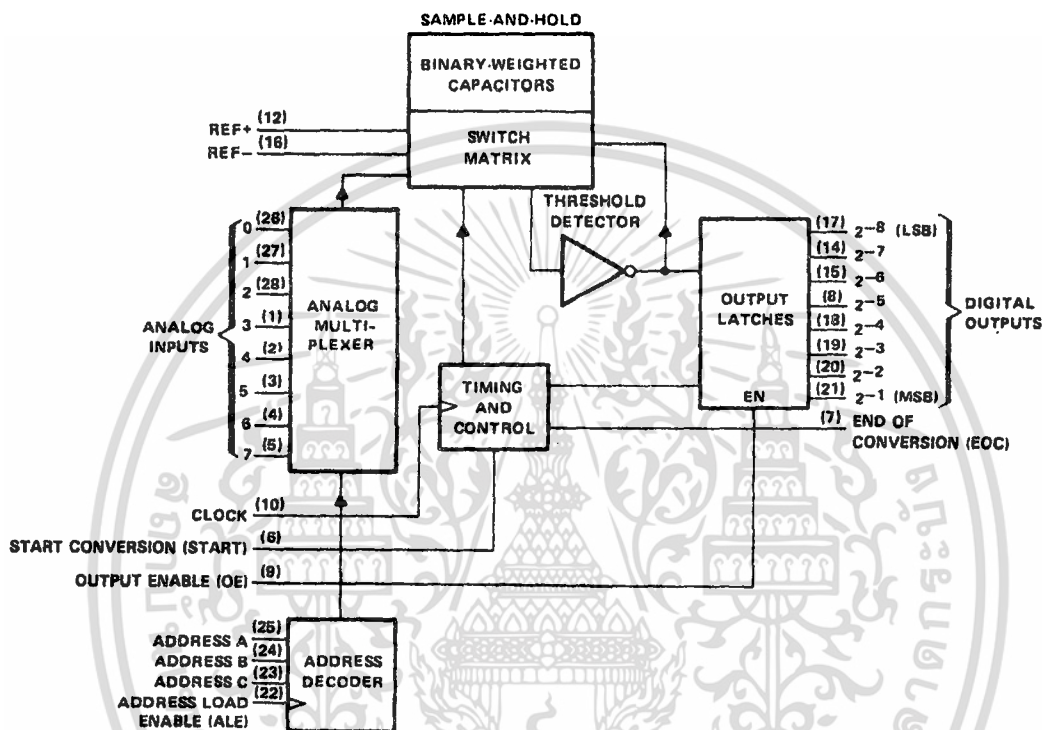 SAMPLE-AND-HOLD
BINARY-WEIGHTED
CAPACITORS
SWITCH
MATRIX
REF+ (12)
REF− (16)
THRESHOLD
DETECTOR
ANALOG
INPUTS
0 (26)
1 (27)
2 (28)
3 (1)
4 (2)
5 (3)
6 (4)
7 (5)
ANALOG
MULTI-
PLEXER
TIMING
AND
CONTROL
OUTPUT
LATCHES
EN
(17) 2−8 (LSB)
(14) 2−7
(15) 2−6
(8) 2−5
(18) 2−4
(19) 2−3
(20) 2−2
(21) 2−1 (MSB)
DIGITAL
OUTPUTS
(7) END OF
CONVERSION (EOC)
CLOCK (10)
START CONVERSION (START) (6)
OUTPUT ENABLE (OE) (9)
ADDRESS A (25)
ADDRESS B (24)
ADDRESS C (23)
ADDRESS LOAD (22)
ENABLE (ALE)
ADDRESS
DECODER